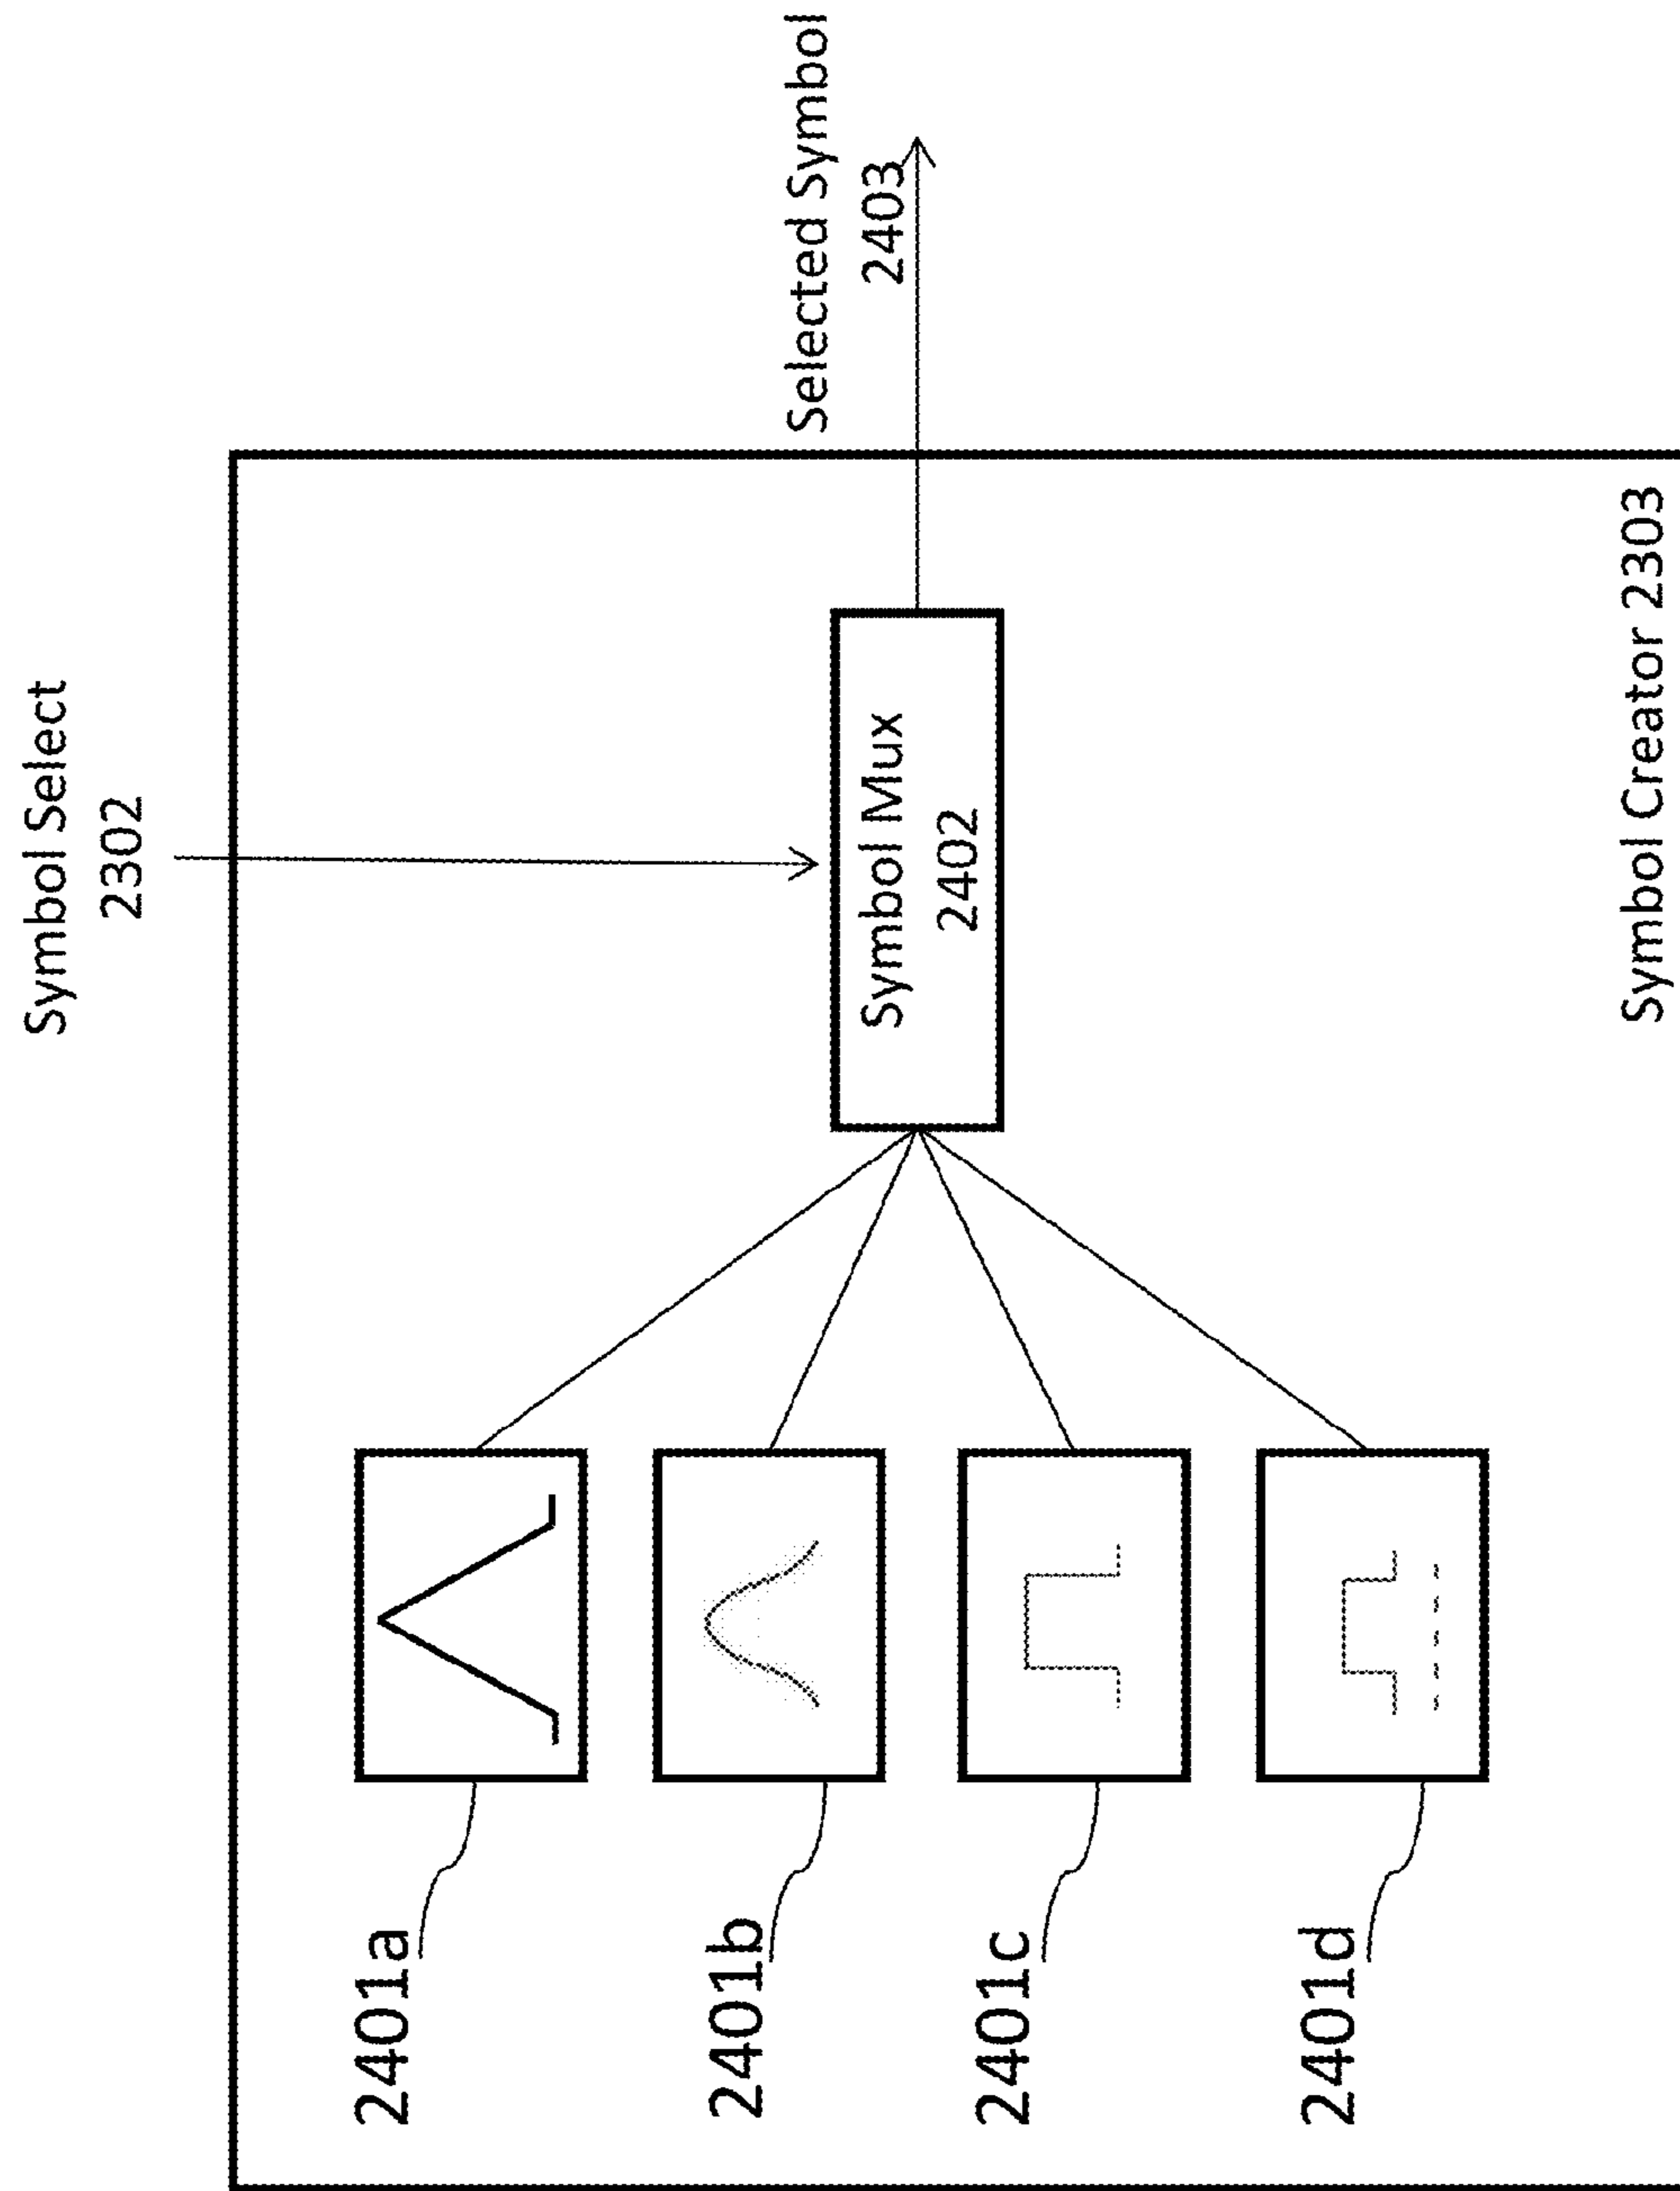 Symbol Select
2302
Selected Symbol
2403
2401a
2401b
2401c
2401d
Symbol Mux
2402
Symbol Creator 2303